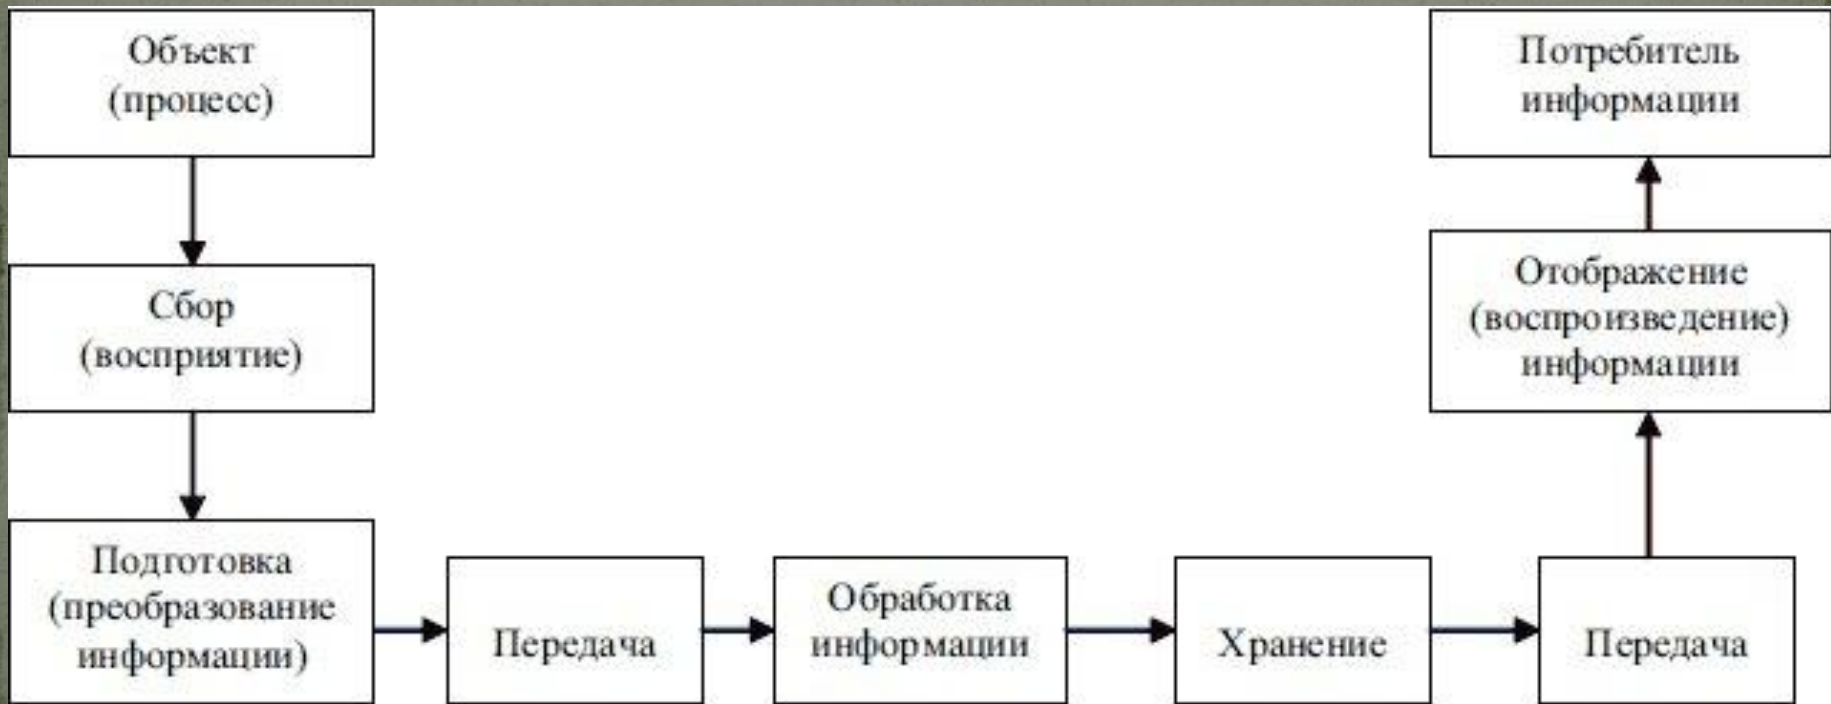 Объект
(процесс)
Сбор
(восприятие)
Подготовка
(преобразование
информации)
Передача
Обработка
информации
Хранение
Передача
Отображение
(воспроизведение)
информации
Потребитель
информации